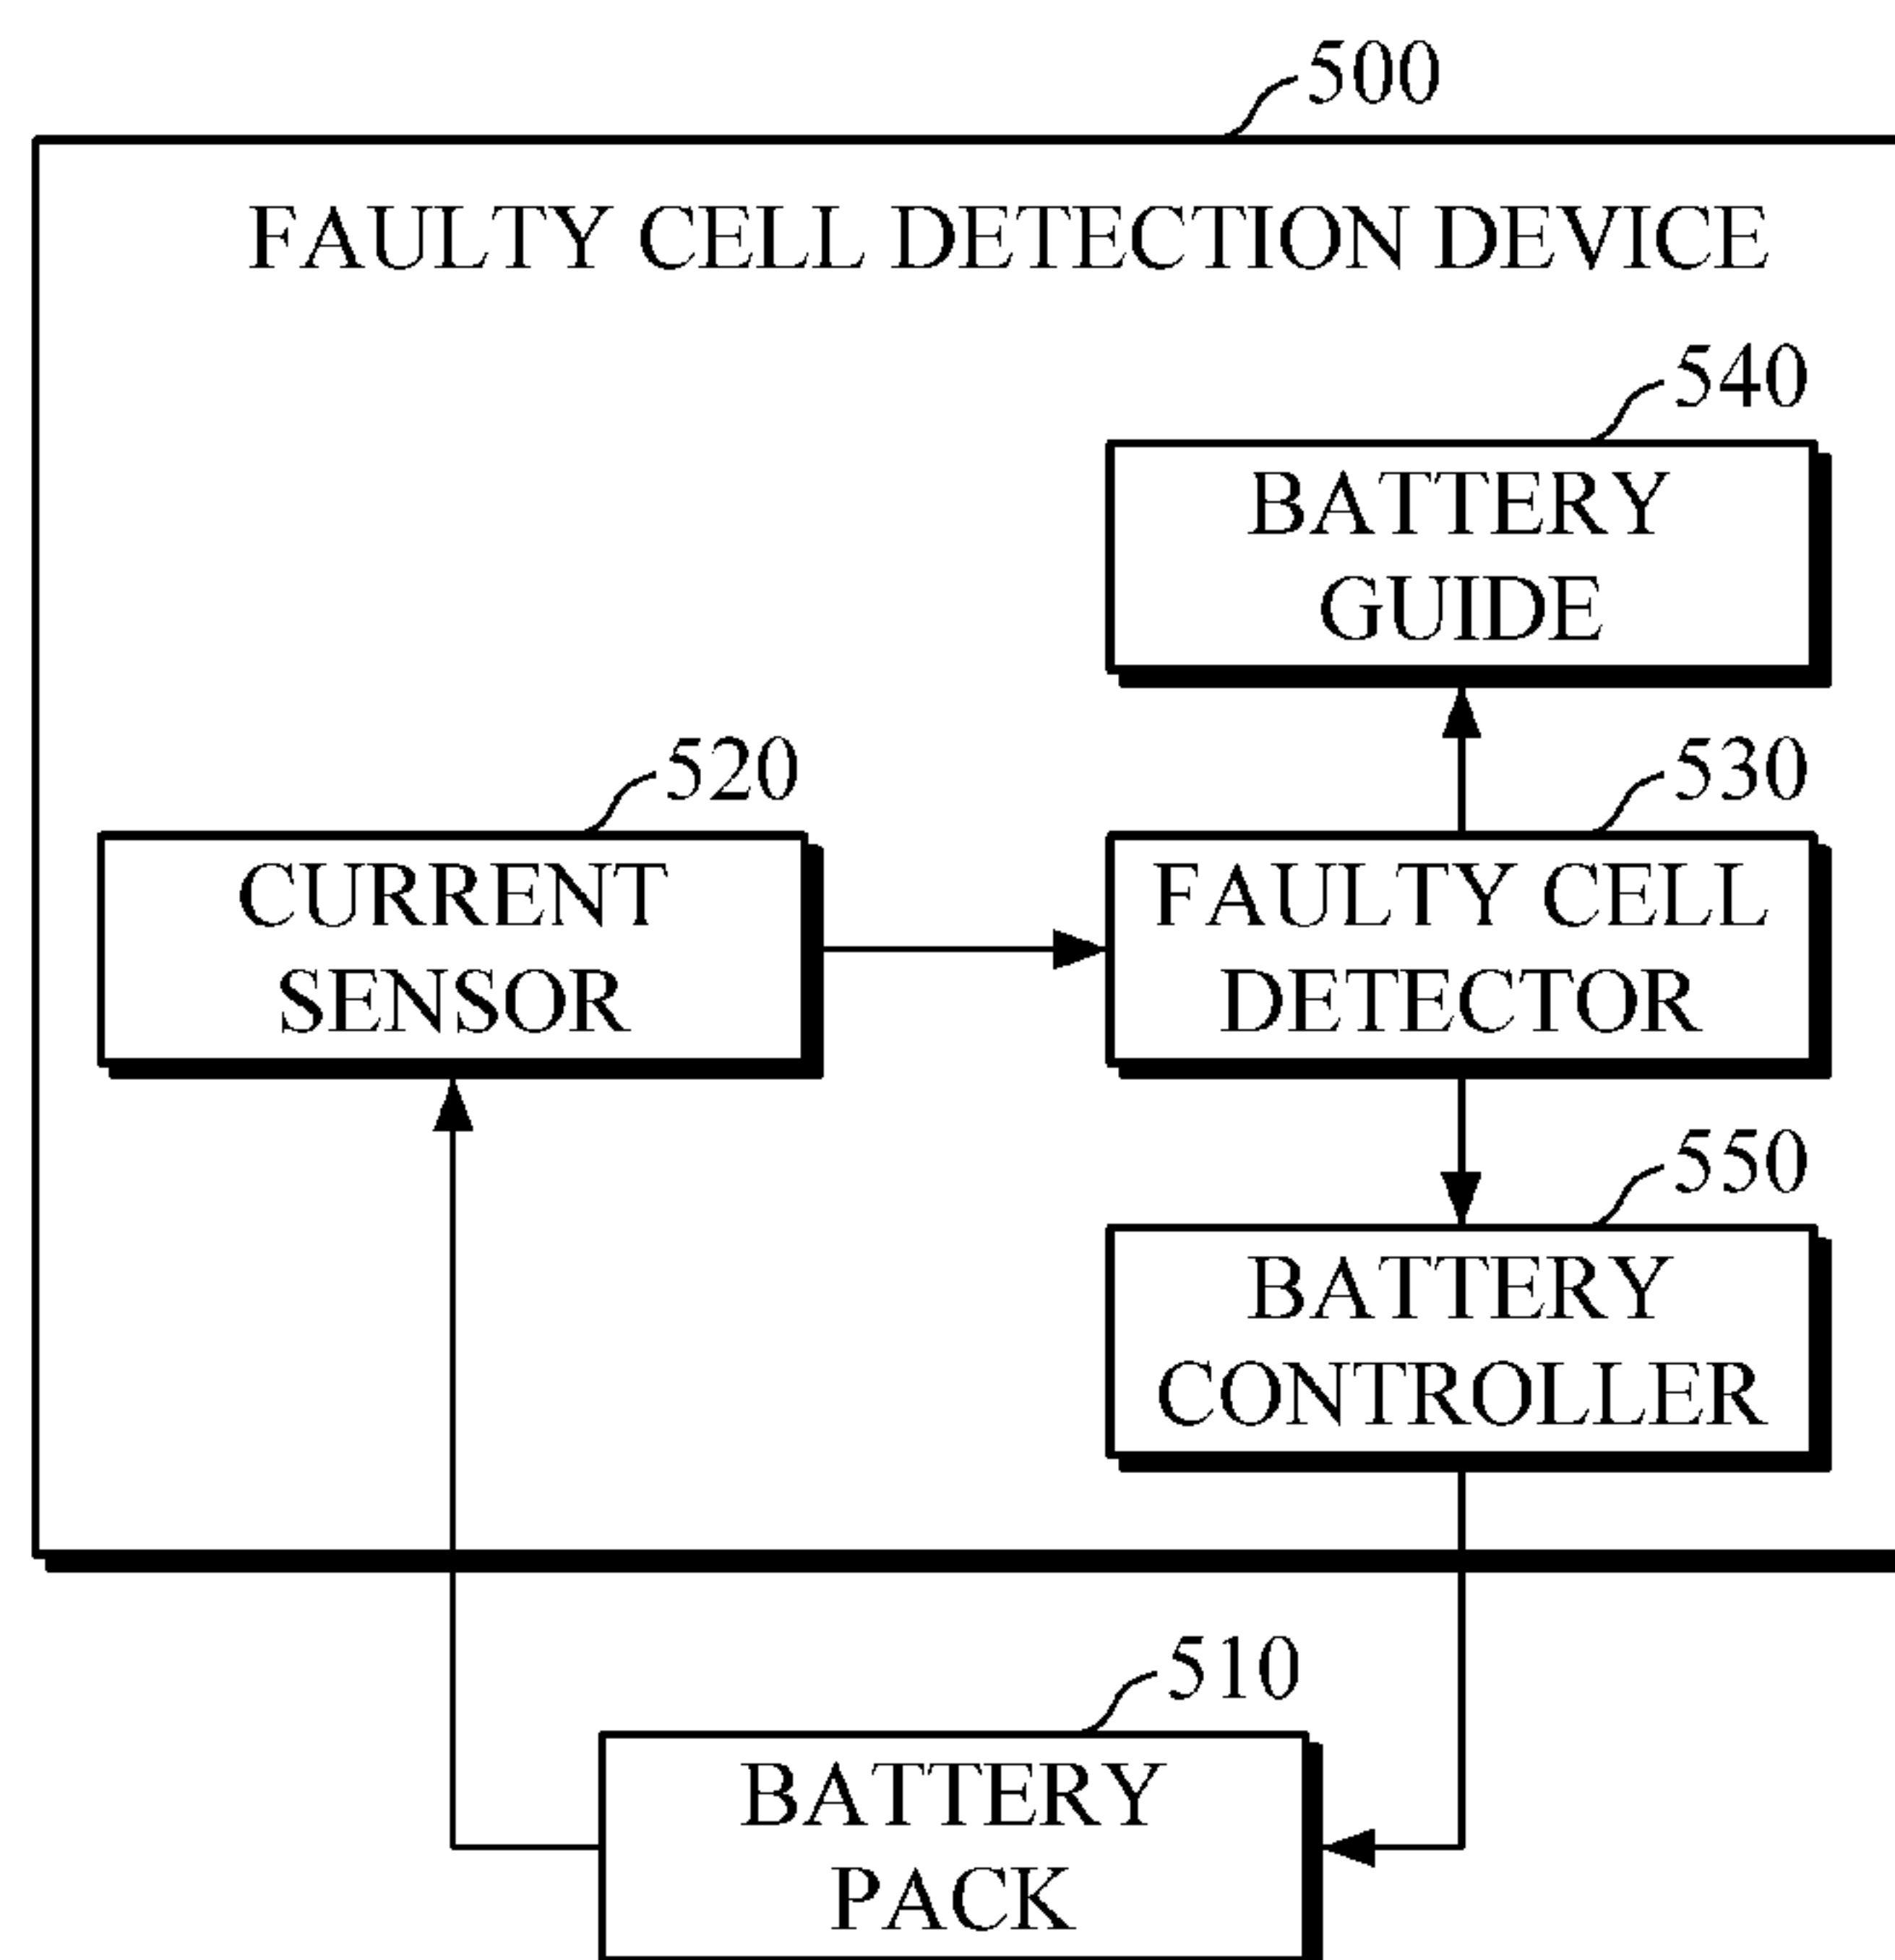 500
FAULTY CELL DETECTION DEVICE
540
BATTERY
GUIDE
520
CURRENT
SENSOR
530
FAULTY CELL
DETECTOR
550
BATTERY
CONTROLLER
510
BATTERY
PACK